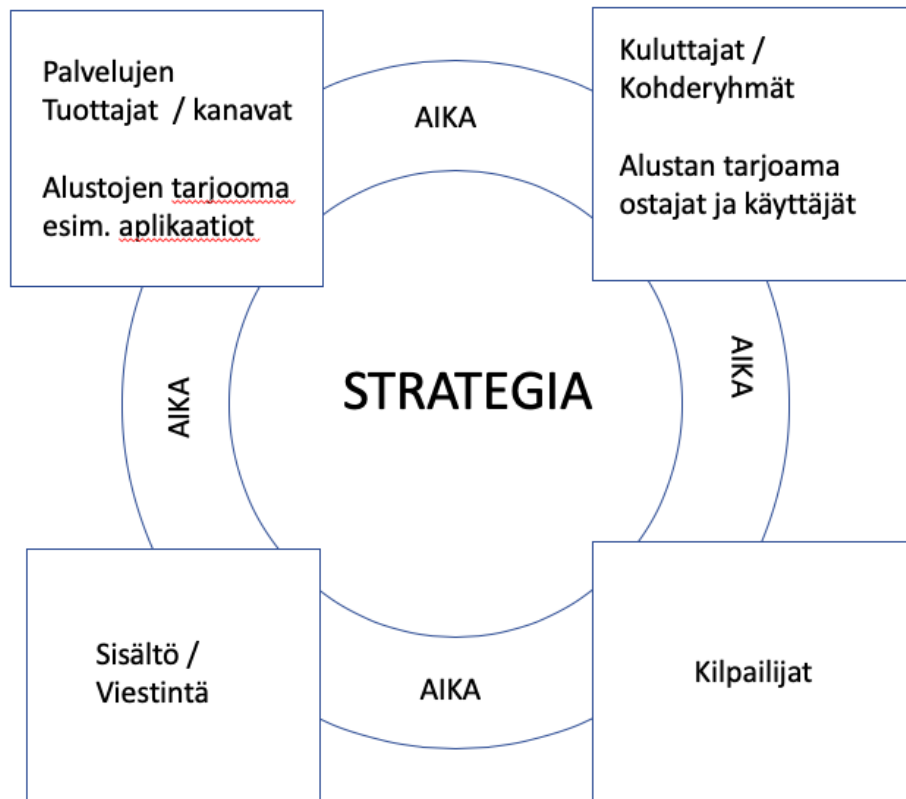 Palvelujen
Tuottajat / kanavat
Alustojen tarjooma
esim. aplikaatiot
AIKA
Kuluttajat /
Kohderyhmät
Alustan tarjoama
ostajat ja käyttäjät
AIKA
STRATEGIA
AIKA
Sisältö /
Viestintä
AIKA
Kilpailijat